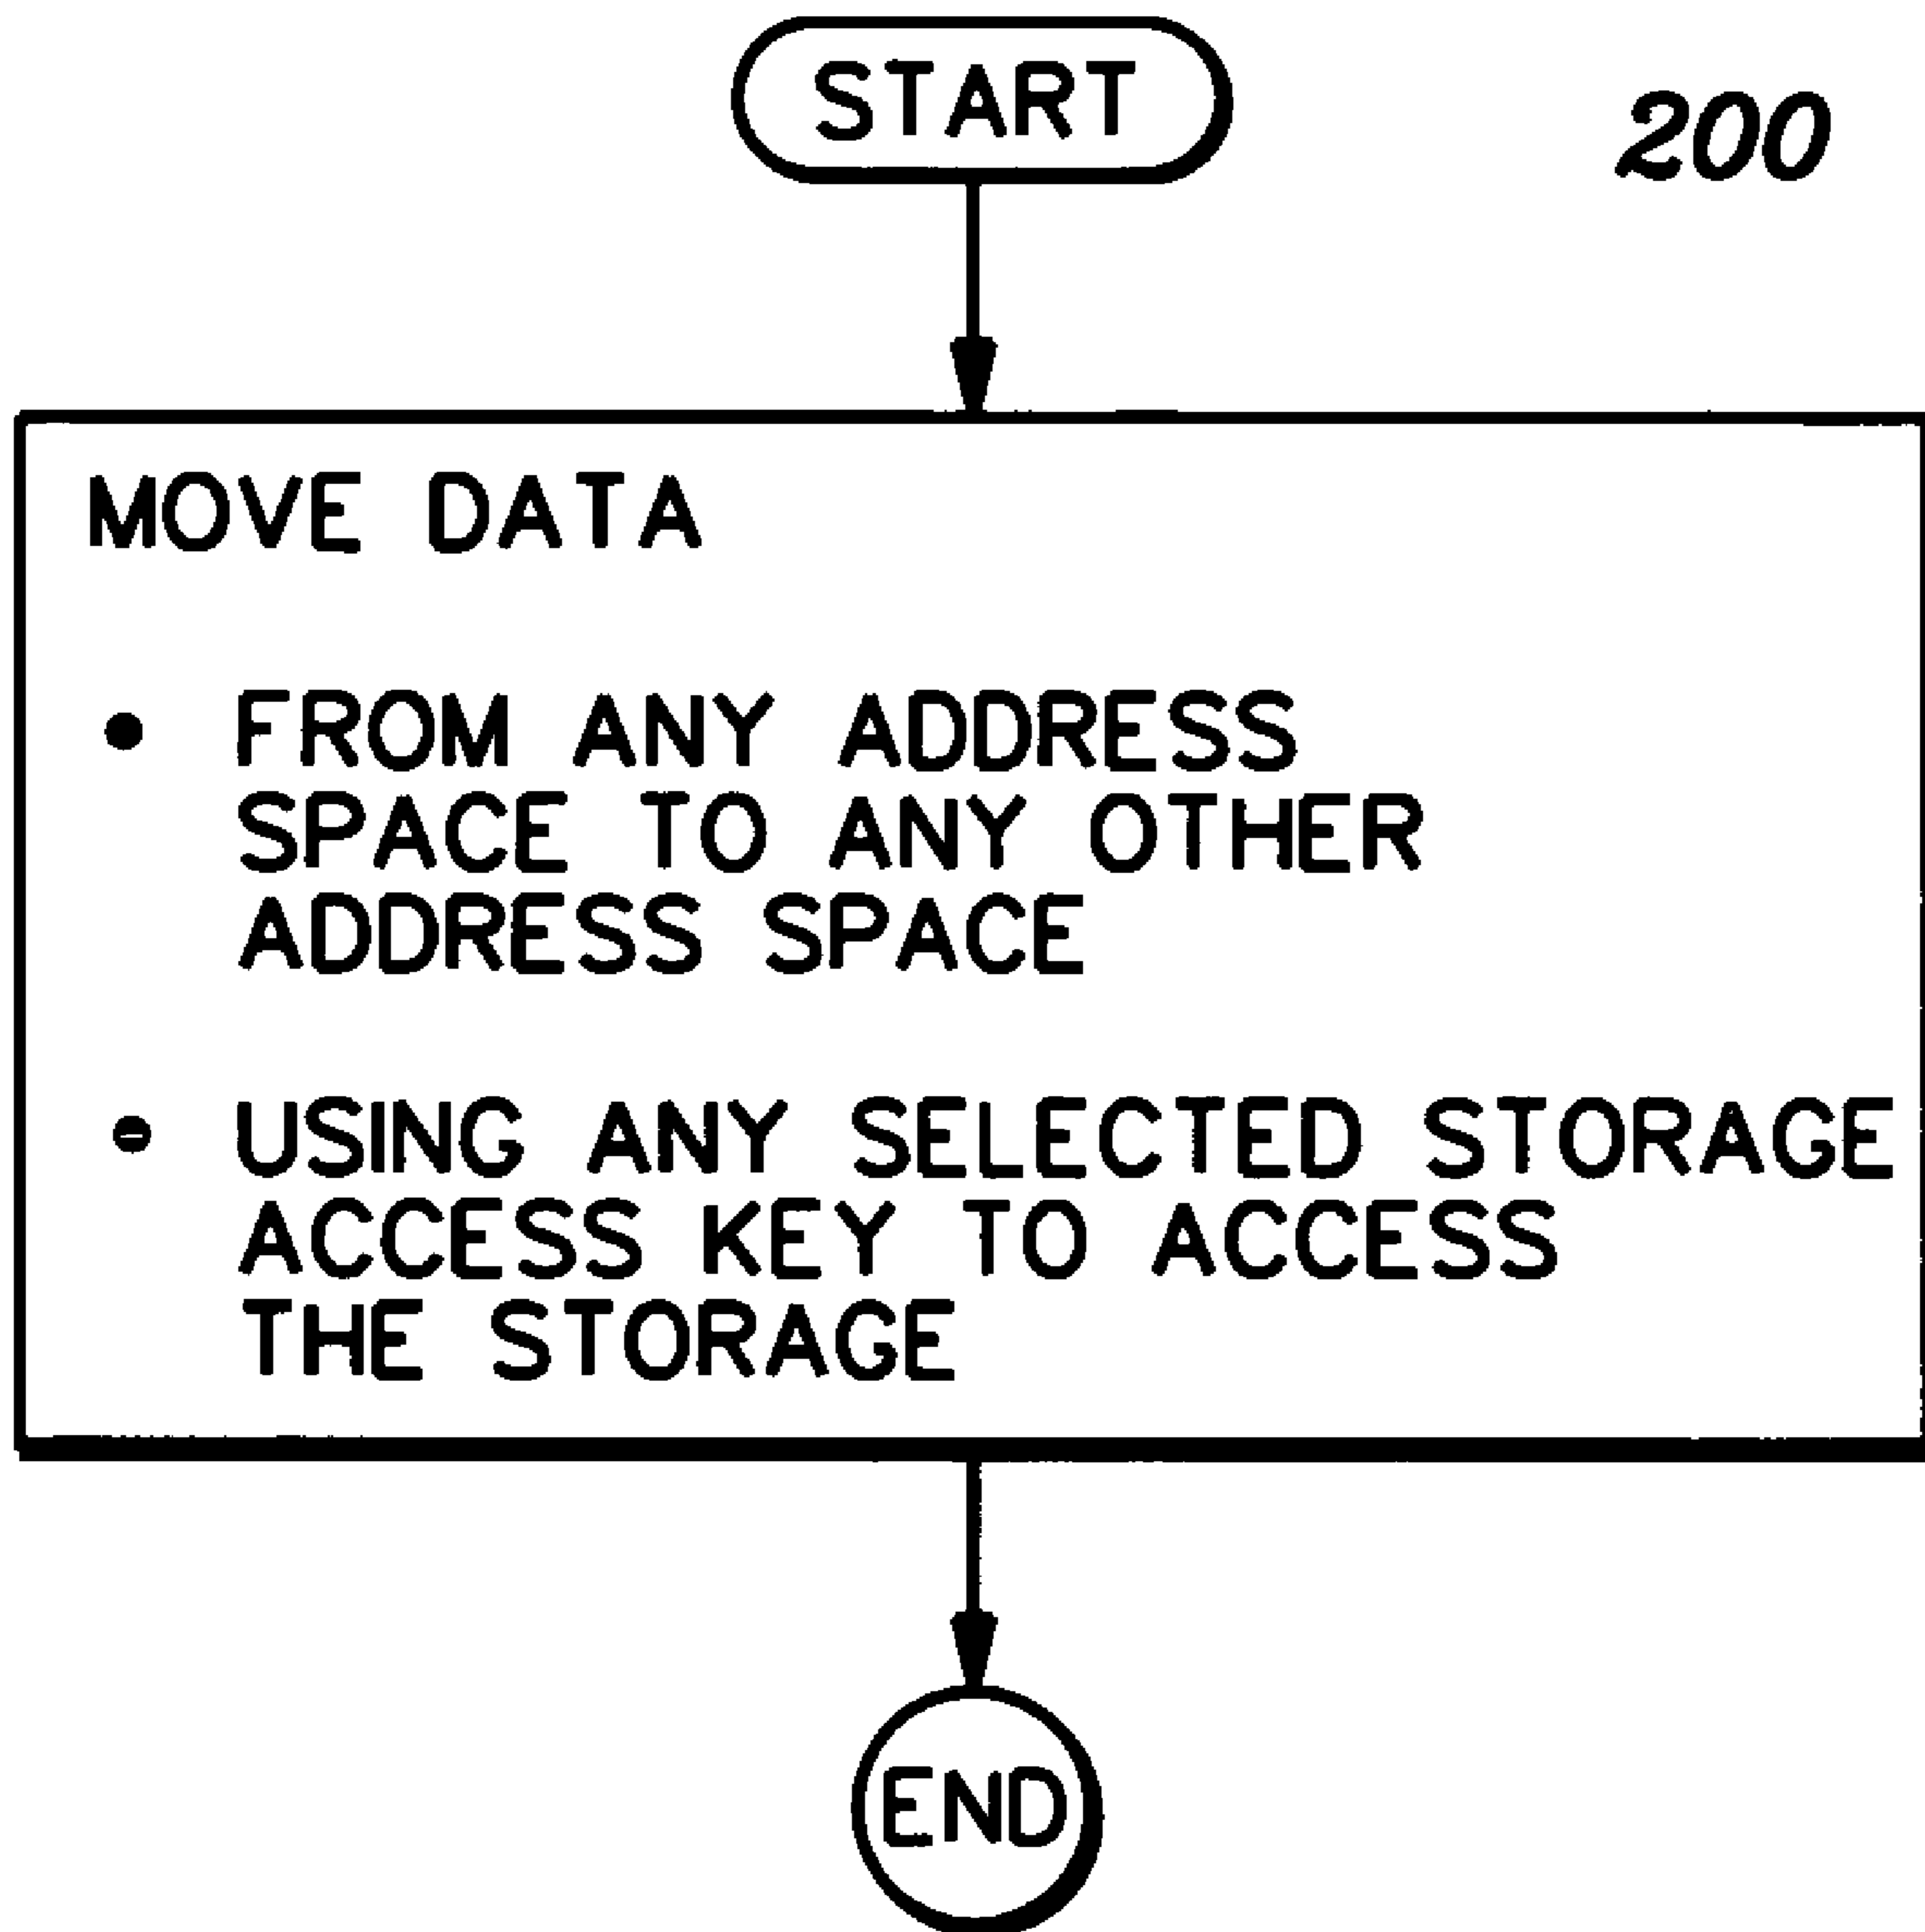 START
200
MOVE DATA
• FROM ANY ADDRESS
SPACE TO ANY OTHER
ADDRESS SPACE
• USING ANY SELECTED STORAGE
ACCESS KEY TO ACCESS
THE STORAGE
END